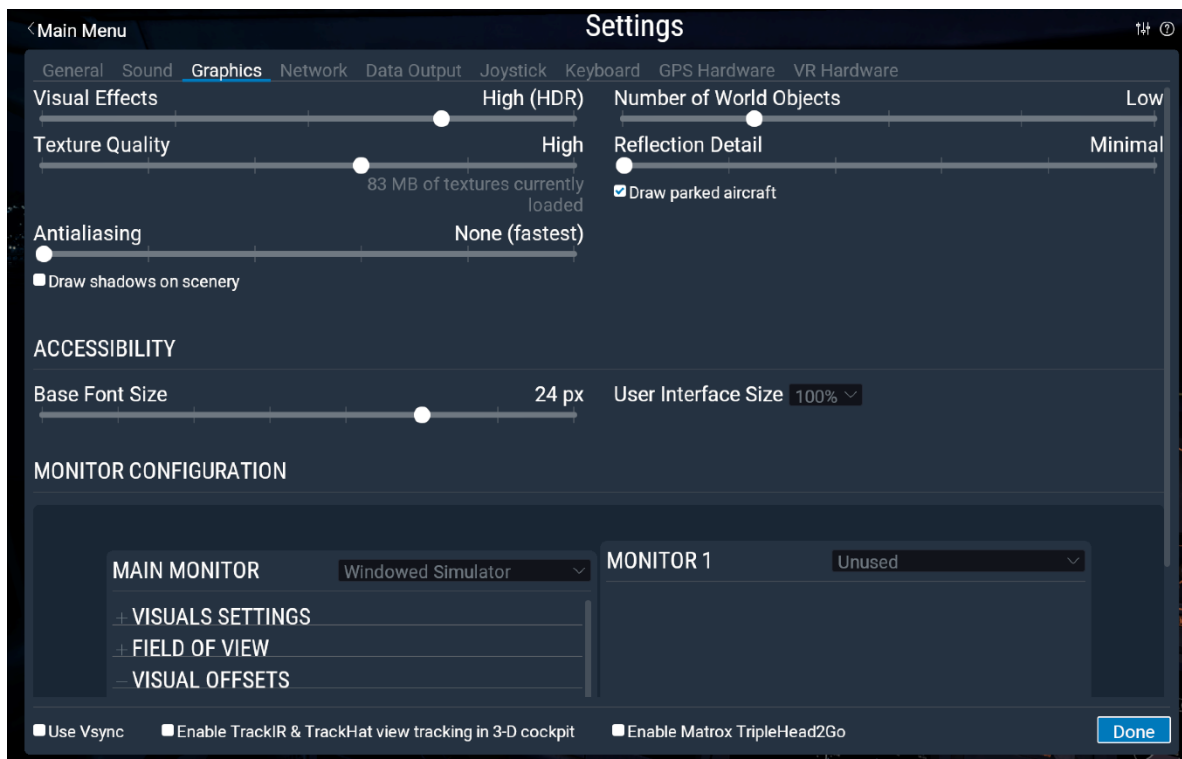 Main Menu
Settings
General Sound Graphics Network Data Output Joystick Keyboard GPS Hardware VR Hardware
Visual Effects High (HDR)
Number of World Objects Low
Texture Quality High
83 MB of textures currently
loaded
Reflection Detail Minimal
Draw parked aircraft
Antialiasing None (fastest)
Draw shadows on scenery
ACCESSIBILITY
Base Font Size 24 px
User Interface Size 100%
MONITOR CONFIGURATION
MAIN MONITOR Windowed Simulator
+ VISUALS SETTINGS
+ FIELD OF VIEW
– VISUAL OFFSETS
MONITOR 1 Unused
Use Vsync Enable TrackIR & TrackHat view tracking in 3-D cockpit Enable Matrox TripleHead2Go Done